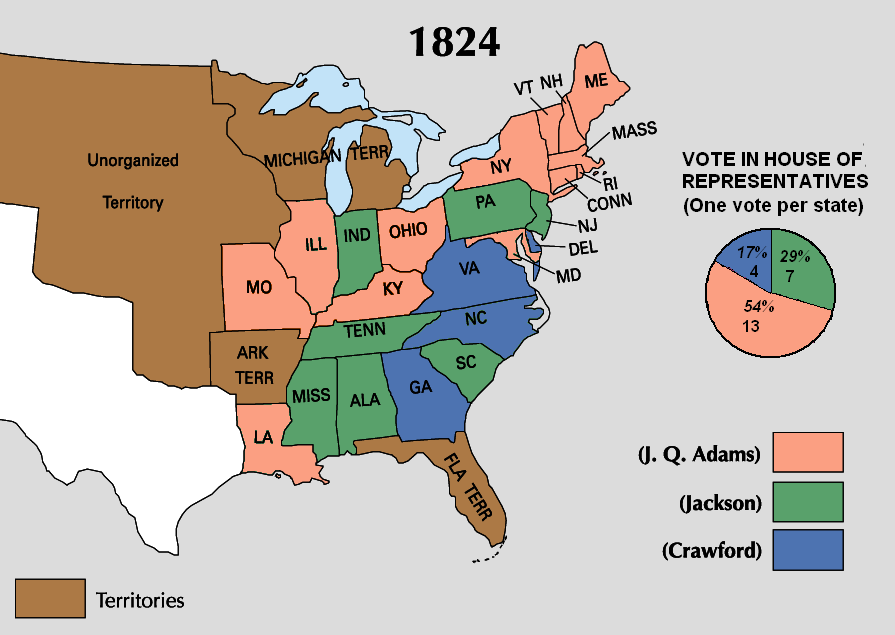 1824
VT NH
ME
MASS
NY
RI
CONN
NJ
DEL
MD
PA
Unorganized
Territory
MICHIGAN TERR
ILL
IND
OHIO
MO
KY
VA
NC
TENN
ARK
TERR
SC
MISS
ALA
GA
LA
FLA TERR
VOTE IN HOUSE OF
REPRESENTATIVES
(One vote per state)
17%
4
29%
7
54%
13
(J. Q. Adams)
(Jackson)
(Crawford)
Territories